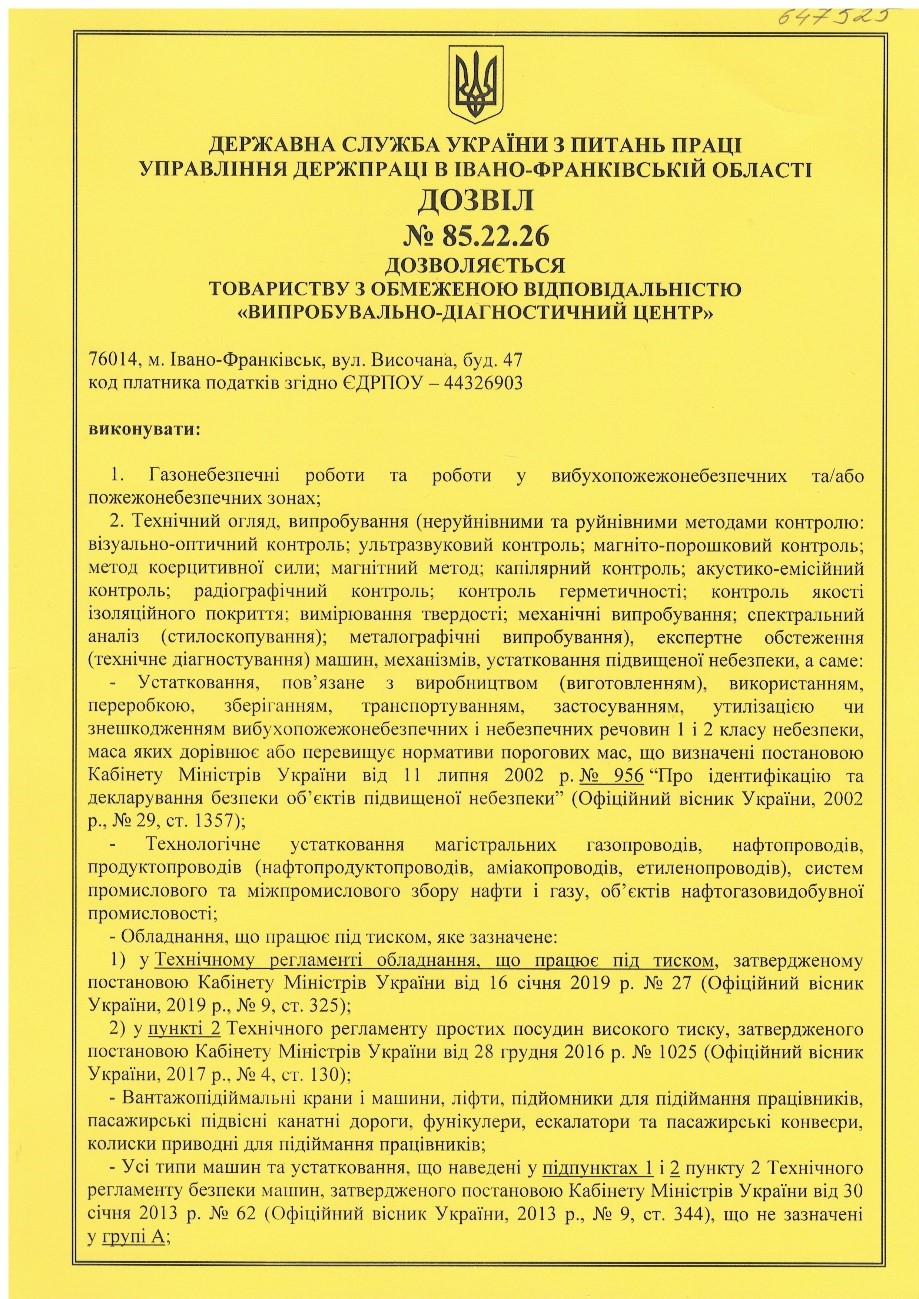 647525
ДЕРЖАВНА СЛУЖБА УКРАЇНИ З ПИТАНЬ ПРАЦІ
УПРАВЛІННЯ ДЕРЖПРАЦІ В ІВАНО-ФРАНКІВСЬКІЙ ОБЛАСТІ
ДОЗВІЛ
№ 85.22.26
ДОЗВОЛЯЄТЬСЯ
ТОВАРИСТВУ З ОБМЕЖЕНОЮ ВІДПОВІДАЛЬНІСТЮ
«ВИПРОБУВАЛЬНО-ДІАГНОСТИЧНИЙ ЦЕНТР»
76014, м. Івано-Франківськ, вул. Височана, буд. 47
код платника податків згідно ЄДРПОУ – 44326903
виконувати:
1. Газонебезпечні роботи та роботи у вибухопожежонебезпечних та/або
пожежонебезпечних зонах;
2. Технічний огляд, випробування (неруйнівними та руйнівними методами контролю:
візуально-оптичний контроль; ультразвуковий контроль; магніто-порошковий контроль;
метод коерцитивної сили; магнітний метод; капілярний контроль; акустико-емісійний
контроль; радіографічний контроль; контроль герметичності; контроль якості
ізоляційного покриття; вимірювання твердості; механічні випробування; спектральний
аналіз (стилоскопування); металографічні випробування), експертне обстеження
(технічне діагностування) машин, механізмів, устатковання підвищеної небезпеки, а саме:
- Устатковання, пов’язане з виробництвом (виготовленням), використанням,
переробкою, зберіганням, транспортуванням, застосуванням, утилізацією чи
знешкодженням вибухопожежонебезпечних і небезпечних речовин 1 і 2 класу небезпеки,
маса яких дорівнює або перевищує нормативи порогових мас, що визначені постановою
Кабінету Міністрів України від 11 липня 2002 р. № 956 “Про ідентифікацію та
декларування безпеки об’єктів підвищеної небезпеки” (Офіційний вісник України, 2002
р., № 29, ст. 1357);
- Технологічне устатковання магістральних газопроводів, нафтопроводів,
продуктопроводів (нафтопродуктопроводів, аміакопроводів, етиленопроводів), систем
промислового та міжпромислового збору нафти і газу, об’єктів нафтогазовидобувної
промисловості;
- Обладнання, що працює під тиском, яке зазначене:
1) у Технічному регламенті обладнання, що працює під тиском, затвердженому
постановою Кабінету Міністрів України від 16 січня 2019 р. № 27 (Офіційний вісник
України, 2019 р., № 9, ст. 325);
2) у пункті 2 Технічного регламенту простих посудин високого тиску, затвердженого
постановою Кабінету Міністрів України від 28 грудня 2016 р. № 1025 (Офіційний вісник
України, 2017 р., № 4, ст. 130);
- Вантажопідіймальні крани і машини, ліфти, підйомники для підіймання працівників,
пасажирські підвісні канатні дороги, фунікулери, ескалатори та пасажирські конвеєри,
колиски приводні для підіймання працівників;
- Усі типи машин та устатковання, що наведені у підпунктах 1 і 2 пункту 2 Технічного
регламенту безпеки машин, затвердженого постановою Кабінету Міністрів України від 30
січня 2013 р. № 62 (Офіційний вісник України, 2013 р., № 9, ст. 344), що не зазначені
у групі А;